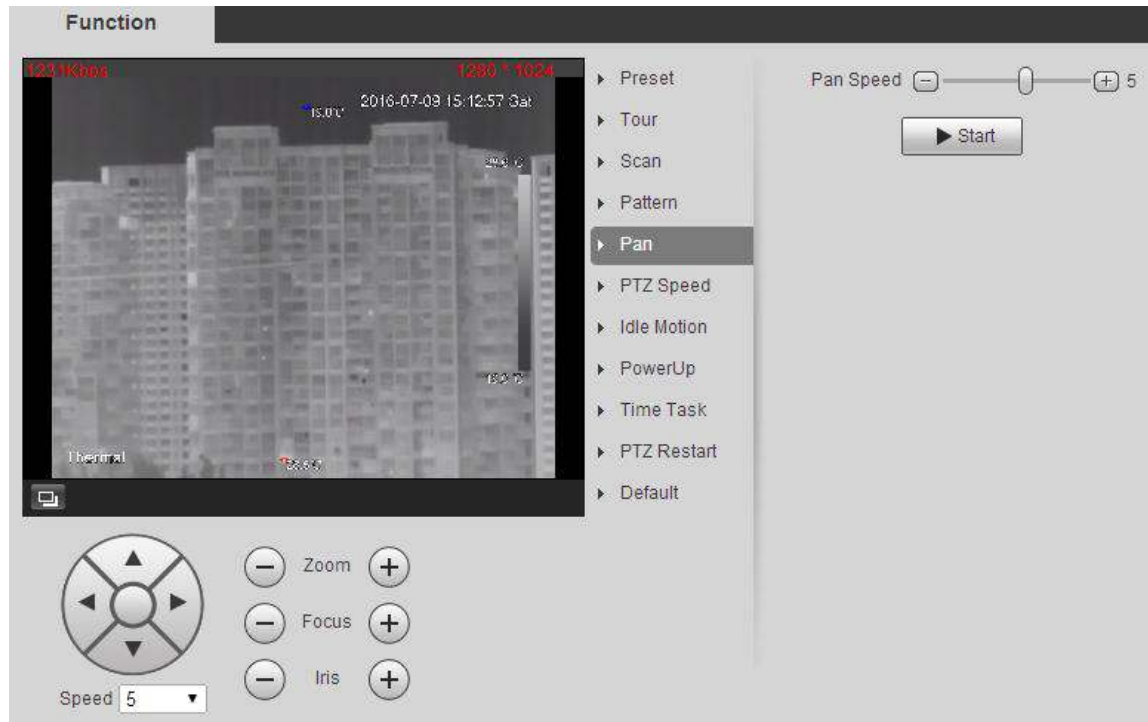 Function
1231Kbps
1280 * 1024
2016-07-09 15:12:57 Sat
Thermal
Preset
Tour
Scan
Pattern
Pan
PTZ Speed
Idle Motion
PowerUp
Time Task
PTZ Restart
Default
Pan Speed
5
Start
Zoom
Focus
Iris
Speed 5